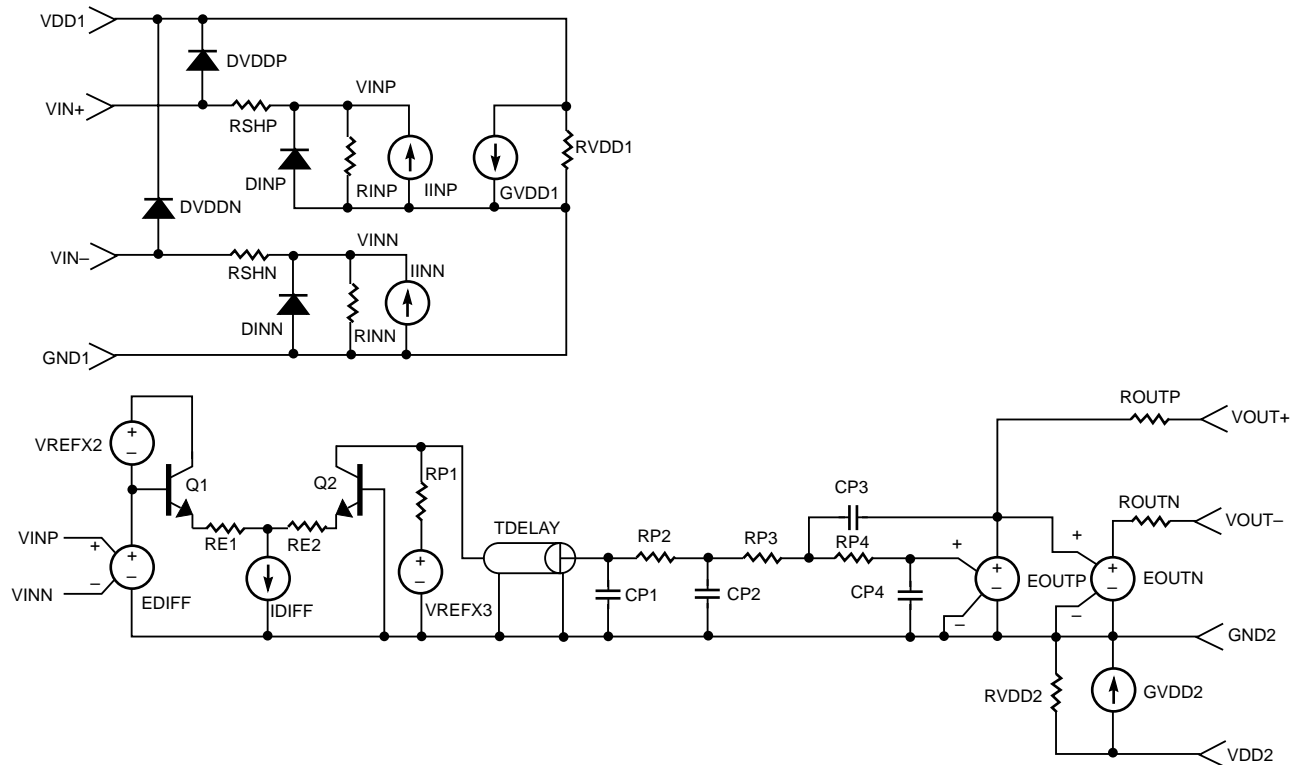 VDD1
DVDDP
VINP
VIN+
RSHP
RVDD1
DINP
RINP
IINP
GVDD1
DVDDN
VINN
VIN–
RSHN
IINN
DINN
RINN
GND1
ROUTP
VOUT+
VREFX2
+
–
Q1
Q2
RP1
CP3
ROUTN
VOUT–
TDELAY
RE1
RE2
RP2
RP3
RP4
+
+
VINP
+
+
–
VINN
–
EDIFF
IDIFF
+
–
VREFX3
CP1
CP2
CP4
+
–
EOUTP
–
+
–
EOUTN
–
GND2
RVDD2
GVDD2
VDD2